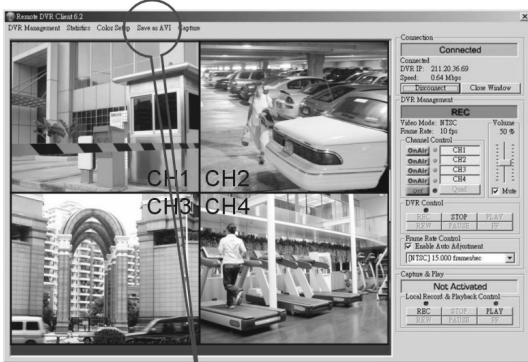 Remote DVR Client 6.2
DVR Management Statistics Color Setup Save as AVI Capture
CH1 CH2
CH3 CH4
Connection
Connected
Connected
DVR IP: 211.20.36.69
Speed: 0.64 Mbps
Disconnect Close Window
DVR Management
REC
Video Mode: NTSC Volume
Frame Rate: 10 fps 50 %
Channel Control
OnAir CH1
OnAir CH2
OnAir CH3
OnAir CH4
Off Quad
Mute
DVR Control
REC STOP PLAY
REW PAUSE FF
Frame Rate Control
Enable Auto Adjustment
[NTSC] 15.000 frames/sec
Capture & Play
Not Activated
Local Record & Playback Control
REC STOP PLAY
REW PAUSE FF